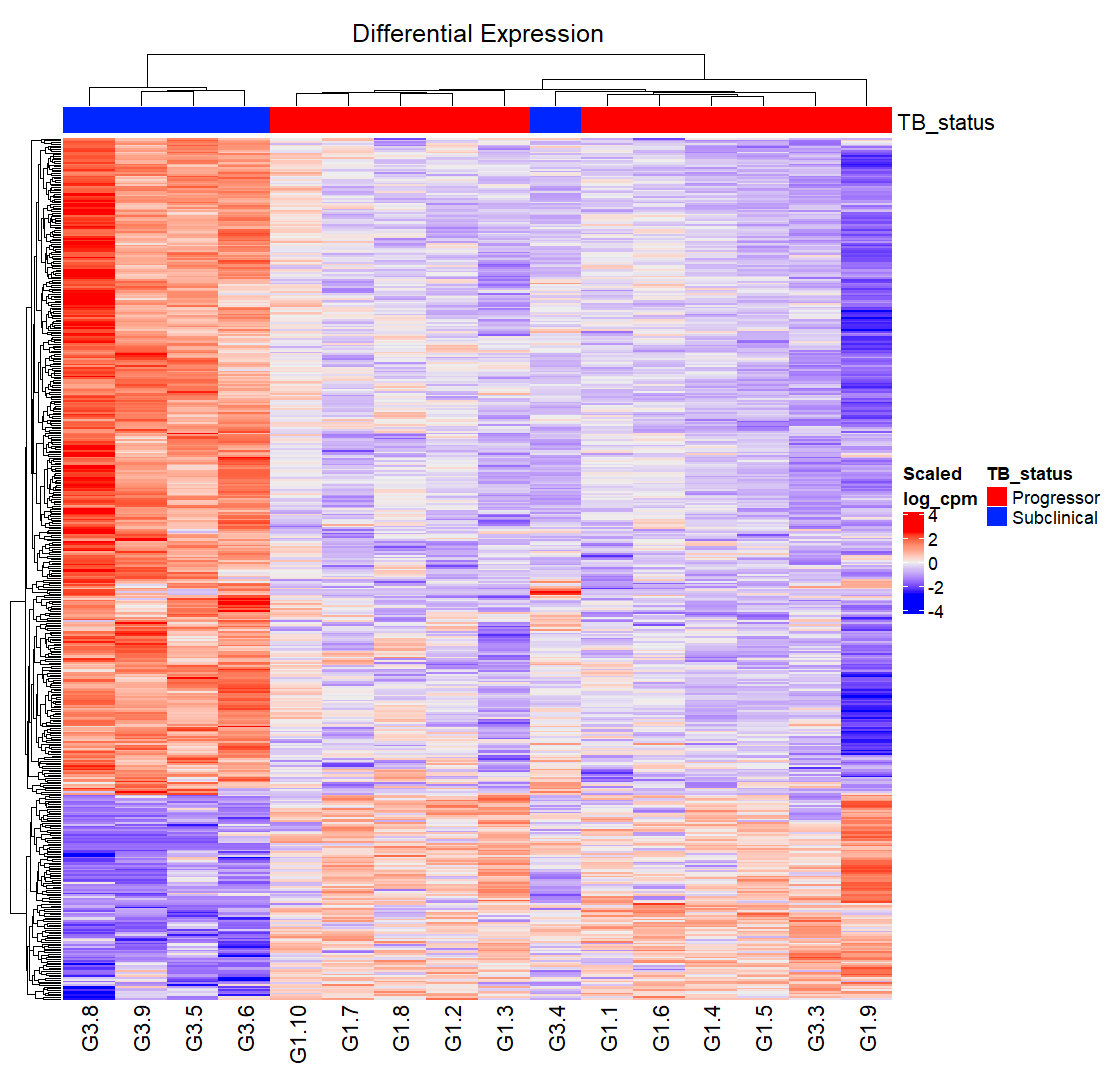 Differential Expression
TB_status
Scaled
log_cpm
4
2
0
-2
-4
TB_status
Progressor
Subclinical
G3.8
G3.9
G3.5
G3.6
G1.10
G1.7
G1.8
G1.2
G1.3
G3.4
G1.1
G1.6
G1.4
G1.5
G3.3
G1.9